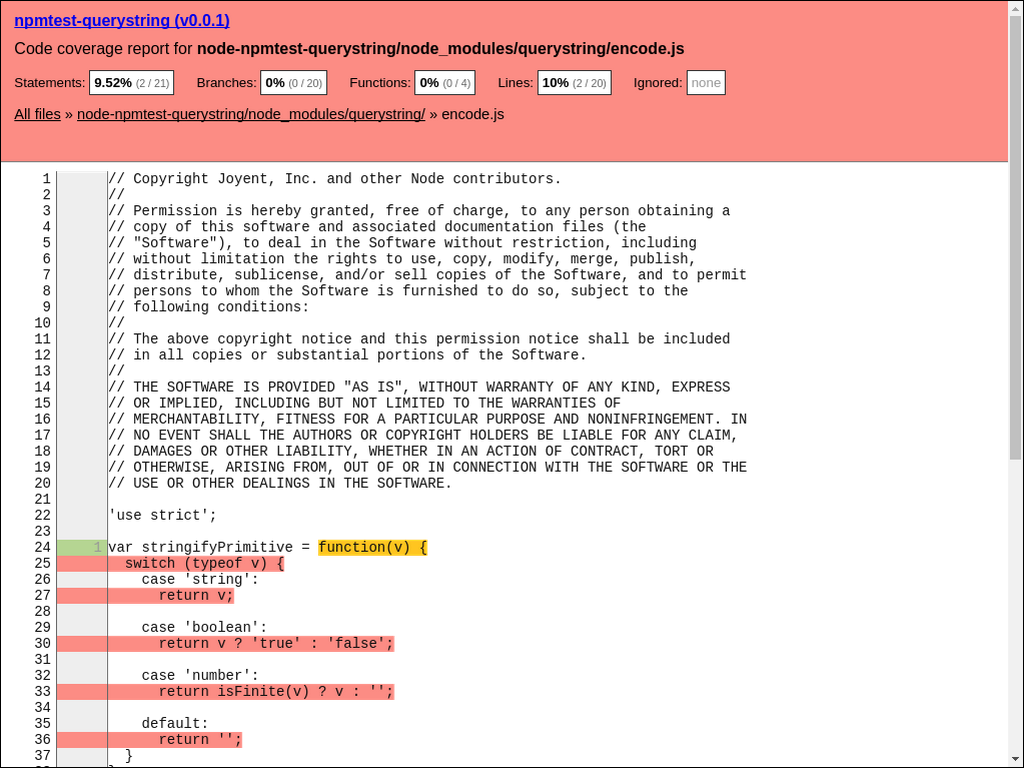 npmtest-querystring (v0.0.1)
Code coverage report for node-npmtest-querystring/node_modules/querystring/encode.js
Statements: 9.52% (2 / 21) Branches: 0% (0 / 20) Functions: 0% (0 / 4) Lines: 10% (2 / 20) Ignored: none
All files » node-npmtest-querystring/node_modules/querystring/ » encode.js
1 // Copyright Joyent, Inc. and other Node contributors.
2 //
3 // Permission is hereby granted, free of charge, to any person obtaining a
4 // copy of this software and associated documentation files (the
5 // "Software"), to deal in the Software without restriction, including
6 // without limitation the rights to use, copy, modify, merge, publish,
7 // distribute, sublicense, and/or sell copies of the Software, and to permit
8 // persons to whom the Software is furnished to do so, subject to the
9 // following conditions:
10 //
11 // The above copyright notice and this permission notice shall be included
12 // in all copies or substantial portions of the Software.
13 //
14 // THE SOFTWARE IS PROVIDED "AS IS", WITHOUT WARRANTY OF ANY KIND, EXPRESS
15 // OR IMPLIED, INCLUDING BUT NOT LIMITED TO THE WARRANTIES OF
16 // MERCHANTABILITY, FITNESS FOR A PARTICULAR PURPOSE AND NONINFRINGEMENT. IN
17 // NO EVENT SHALL THE AUTHORS OR COPYRIGHT HOLDERS BE LIABLE FOR ANY CLAIM,
18 // DAMAGES OR OTHER LIABILITY, WHETHER IN AN ACTION OF CONTRACT, TORT OR
19 // OTHERWISE, ARISING FROM, OUT OF OR IN CONNECTION WITH THE SOFTWARE OR THE
20 // USE OR OTHER DEALINGS IN THE SOFTWARE.
21
22 'use strict';
23
24 1 var stringifyPrimitive = function(v) {
25 switch (typeof v) {
26 case 'string':
27 return v;
28
29 case 'boolean':
30 return v ? 'true' : 'false';
31
32 case 'number':
33 return isFinite(v) ? v : '';
34
35 default:
36 return '';
37 }